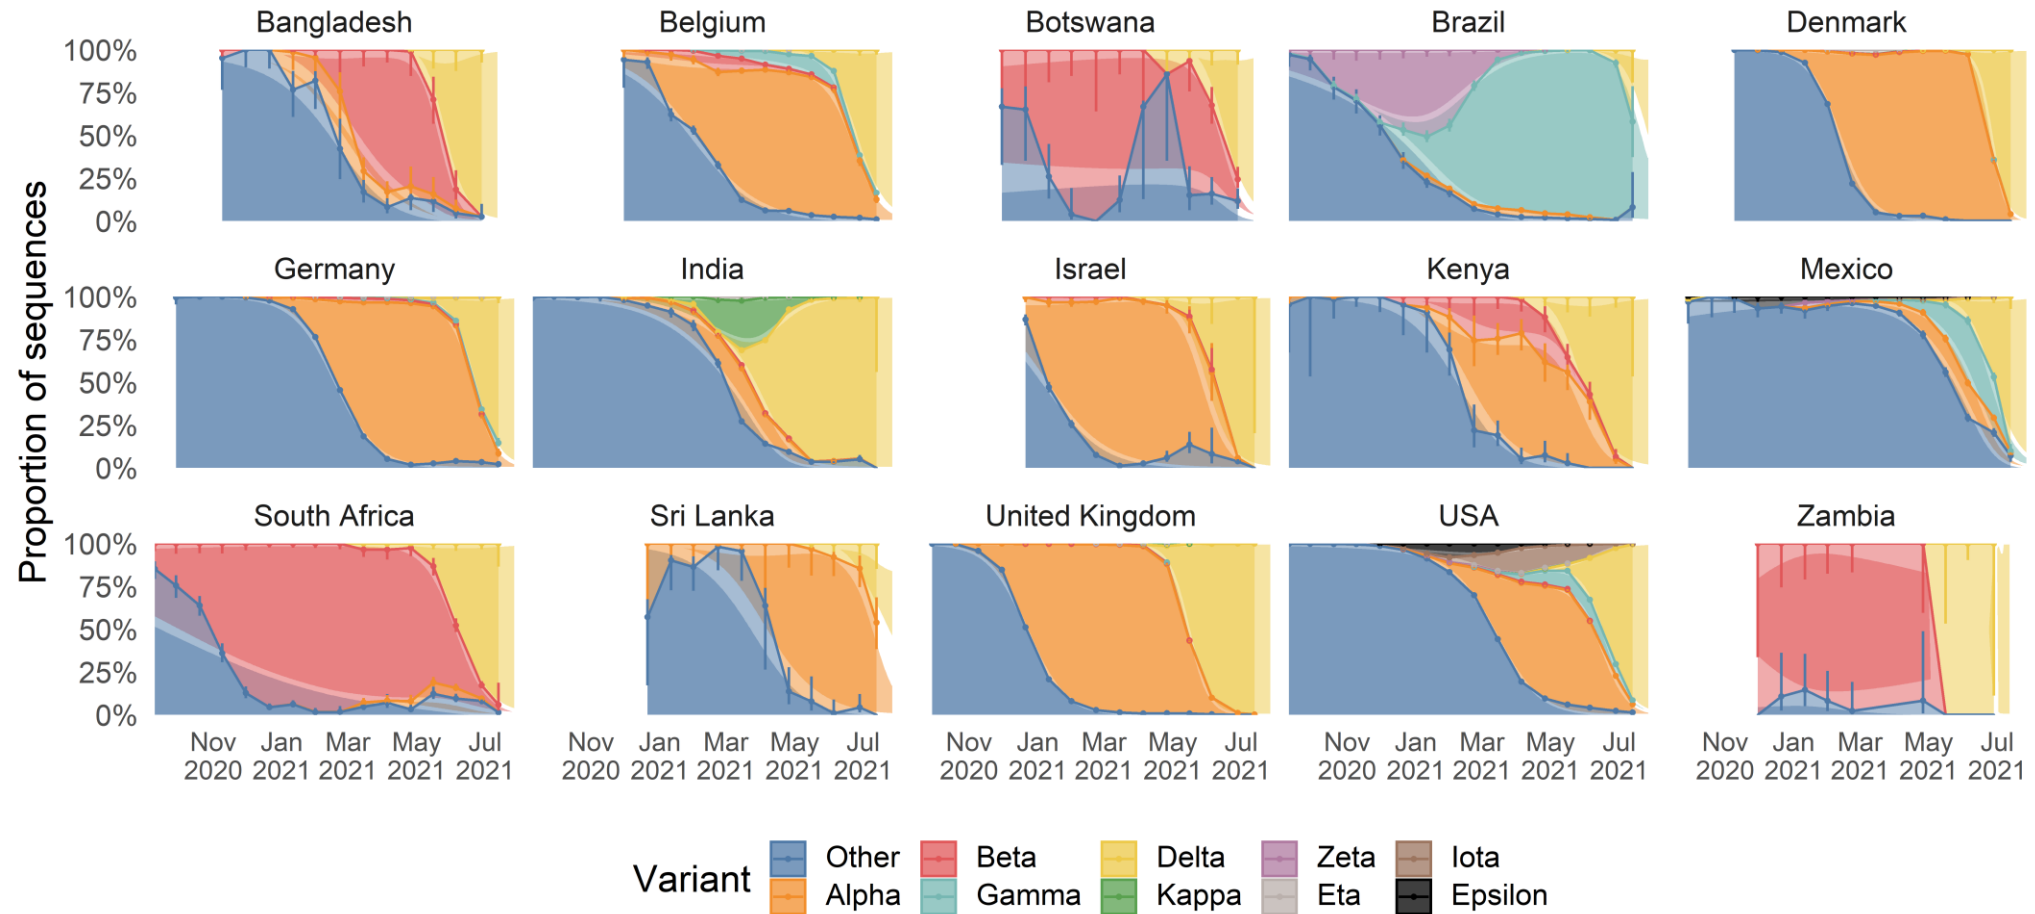 Bangladesh Belgium Botswana Brazil Denmark
100%
75%
50%
25%
0%
Germany India Israel Kenya Mexico
100%
75%
50%
25%
0%
South Africa Sri Lanka United Kingdom USA Zambia
100%
75%
50%
25%
0%
Proportion of sequences
Nov Jan Mar May Jul Nov Jan Mar May Jul Nov Jan Mar May Jul Nov Jan Mar May Jul Nov Jan Mar May Jul
2020 2021 2021 2021 2021 2020 2021 2021 2021 2021 2020 2021 2021 2021 2021 2020 2021 2021 2021 2021 2020 2021 2021 2021 2021
Variant
Other Beta Delta Zeta Iota
Alpha Gamma Kappa Eta Epsilon